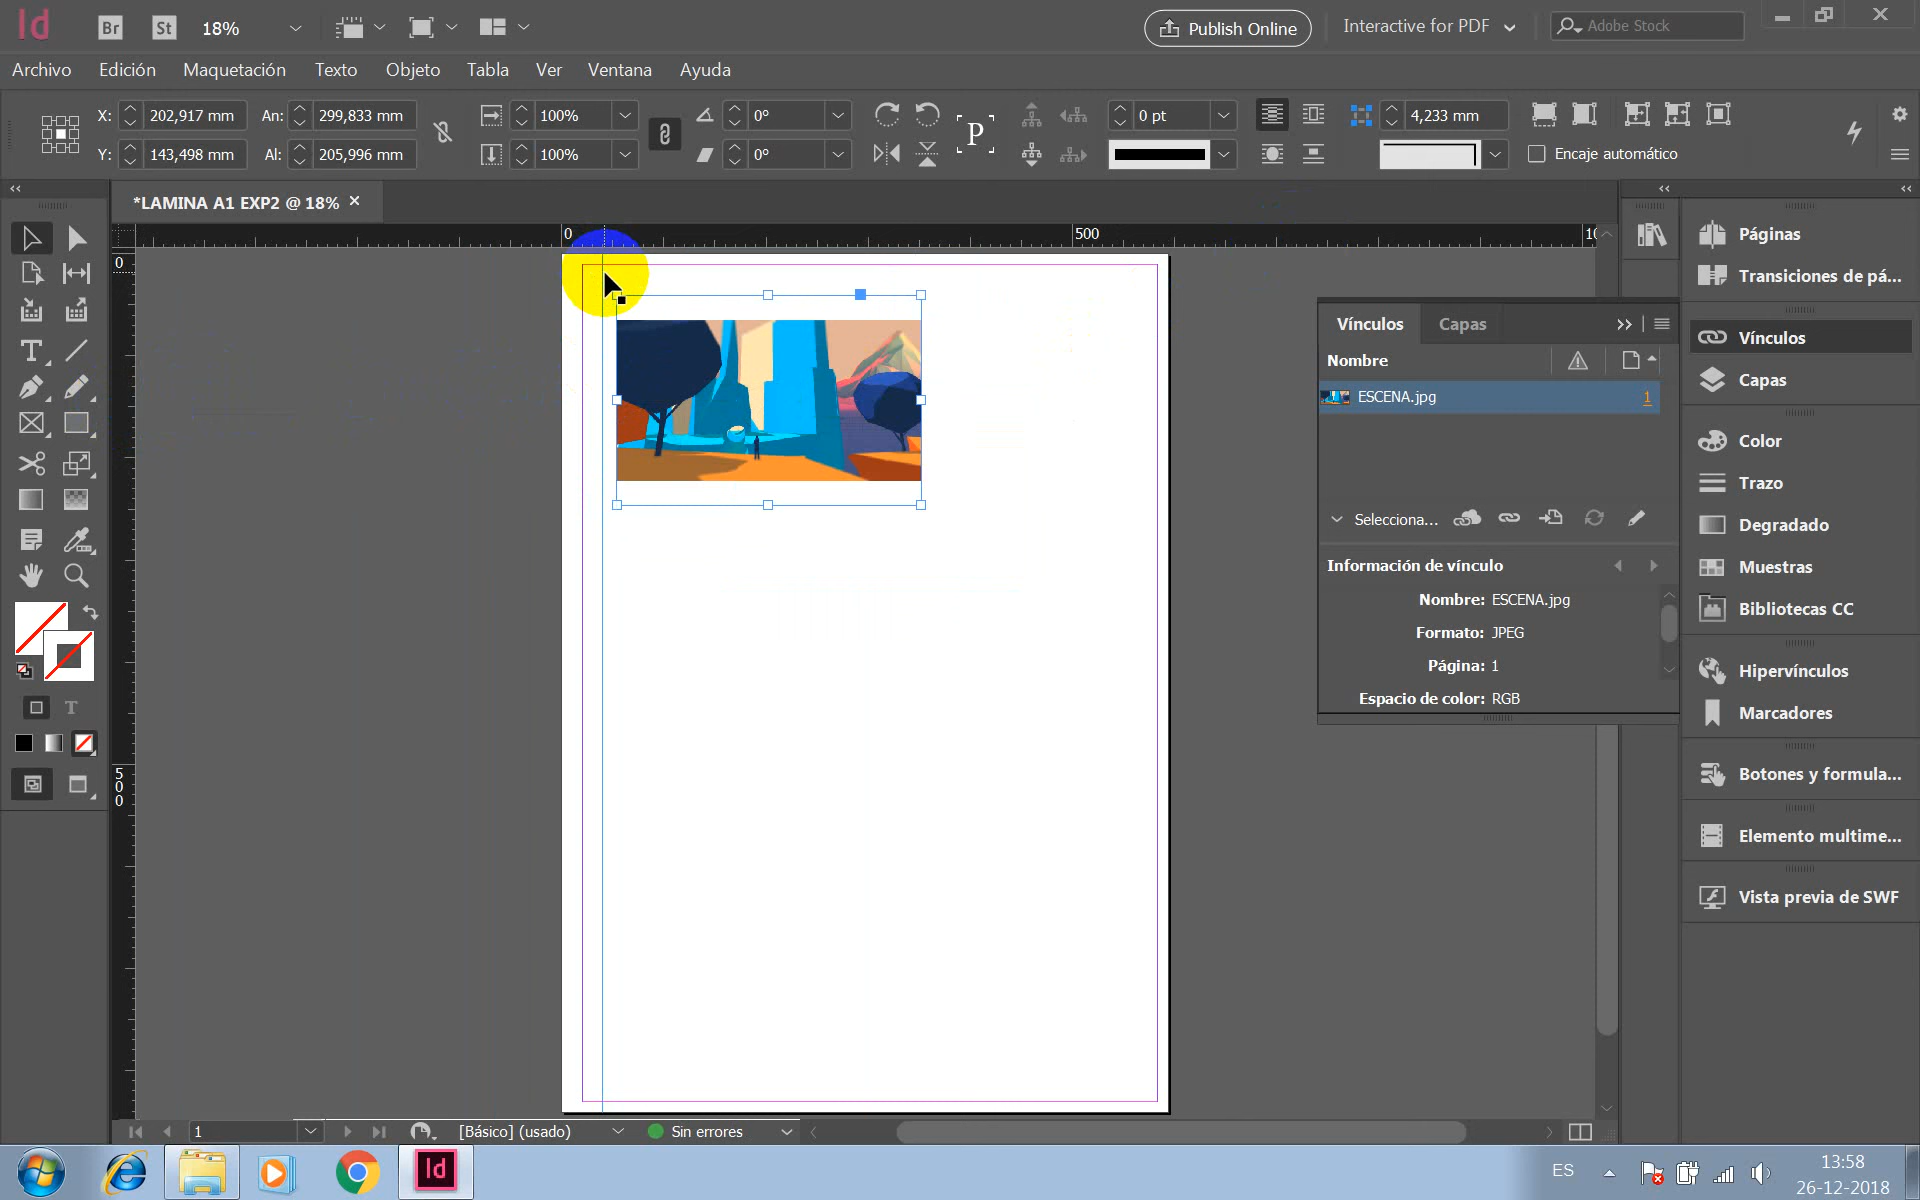 Id Br St 18% Publish Online Interactive for PDF Adobe Stock
Archivo Edición Maquetación Texto Objeto Tabla Ver Ventana Ayuda
X: 202,917 mm An: 299,833 mm 100% 0° P 0 pt 4,233 mm
Y: 143,498 mm Al: 205,996 mm 100% 0° Encaje automático
*LAMINA A1 EXP2 @ 18%
0 500
0
500
Vínculos Capas
Nombre
ESCENA.jpg 1
Selecciona...
Información de vínculo
Nombre: ESCENA.jpg
Formato: JPEG
Página: 1
Espacio de color: RGB
Páginas
Transiciones de pá...
Vínculos
Capas
Color
Trazo
Degradado
Muestras
Bibliotecas CC
Hipervínculos
Marcadores
Botones y formula...
Elemento multime...
Vista previa de SWF
1 [Básico] (usado) Sin errores
Id ES 13:58
26-12-2018